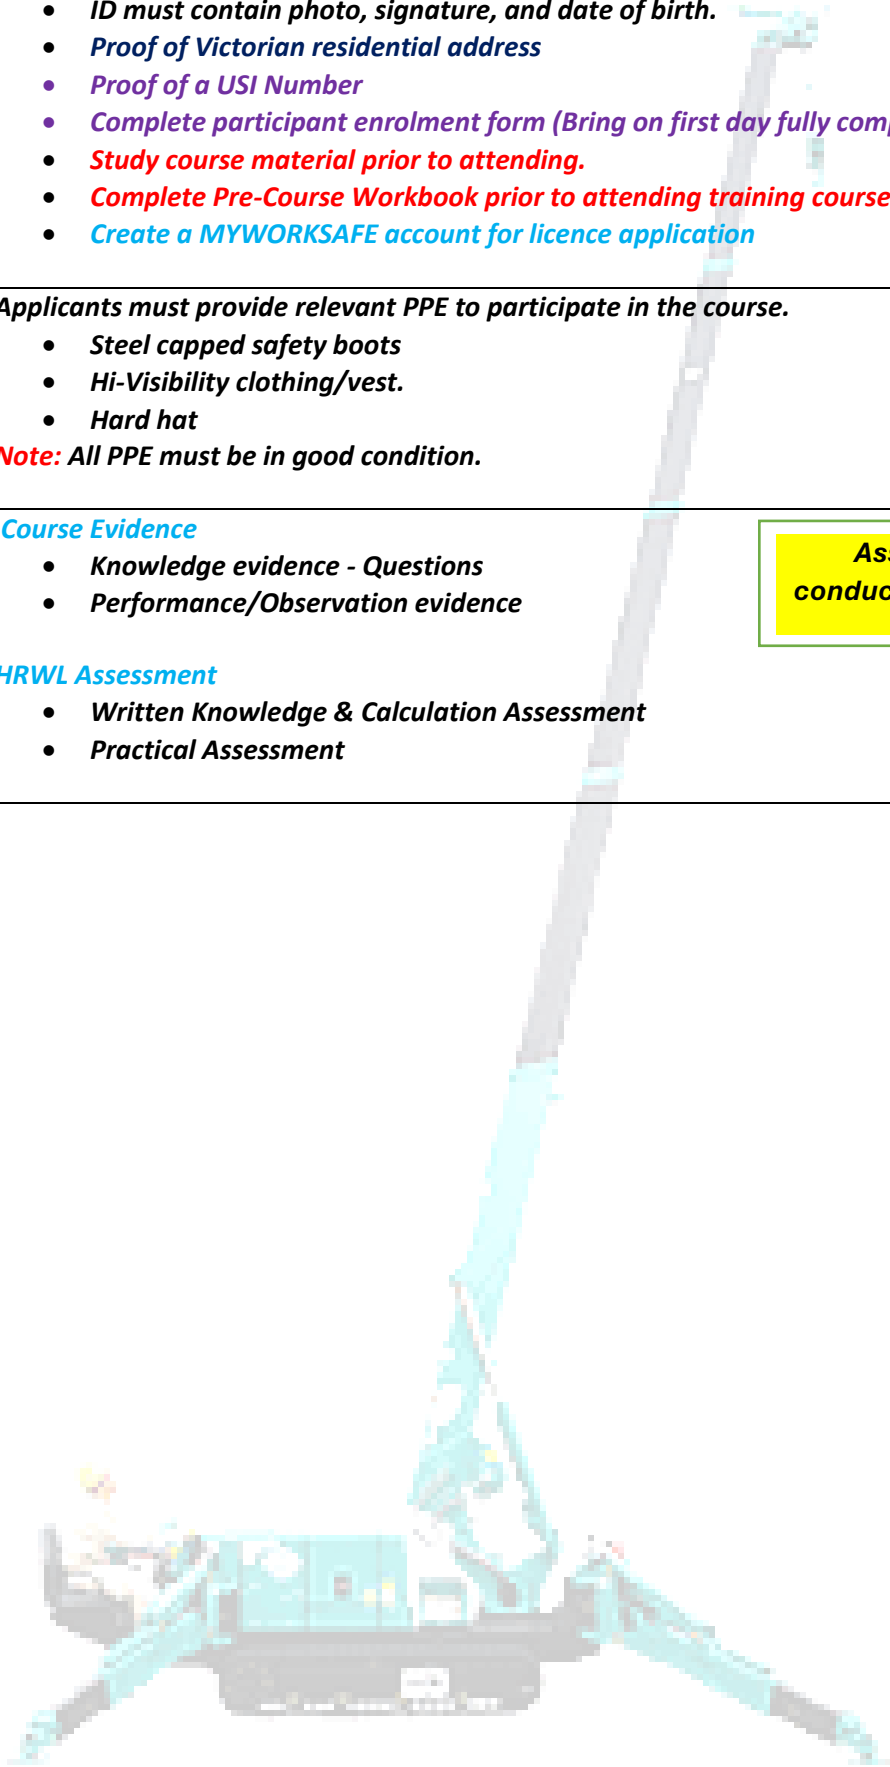 • ID must contain photo, signature, and date of birth.
• Proof of Victorian residential address
• Proof of a USI Number
• Complete participant enrolment form (Bring on first day fully com
• Study course material prior to attending.
• Complete Pre-Course Workbook prior to attending training course
• Create a MYWORKSAFE account for licence application
Applicants must provide relevant PPE to participate in the course.
• Steel capped safety boots
• Hi-Visibility clothing/vest.
• Hard hat
Note: All PPE must be in good condition.
Course Evidence
• Knowledge evidence - Questions
• Performance/Observation evidence
Ass
conduc
HRWL Assessment
• Written Knowledge & Calculation Assessment
• Practical Assessment